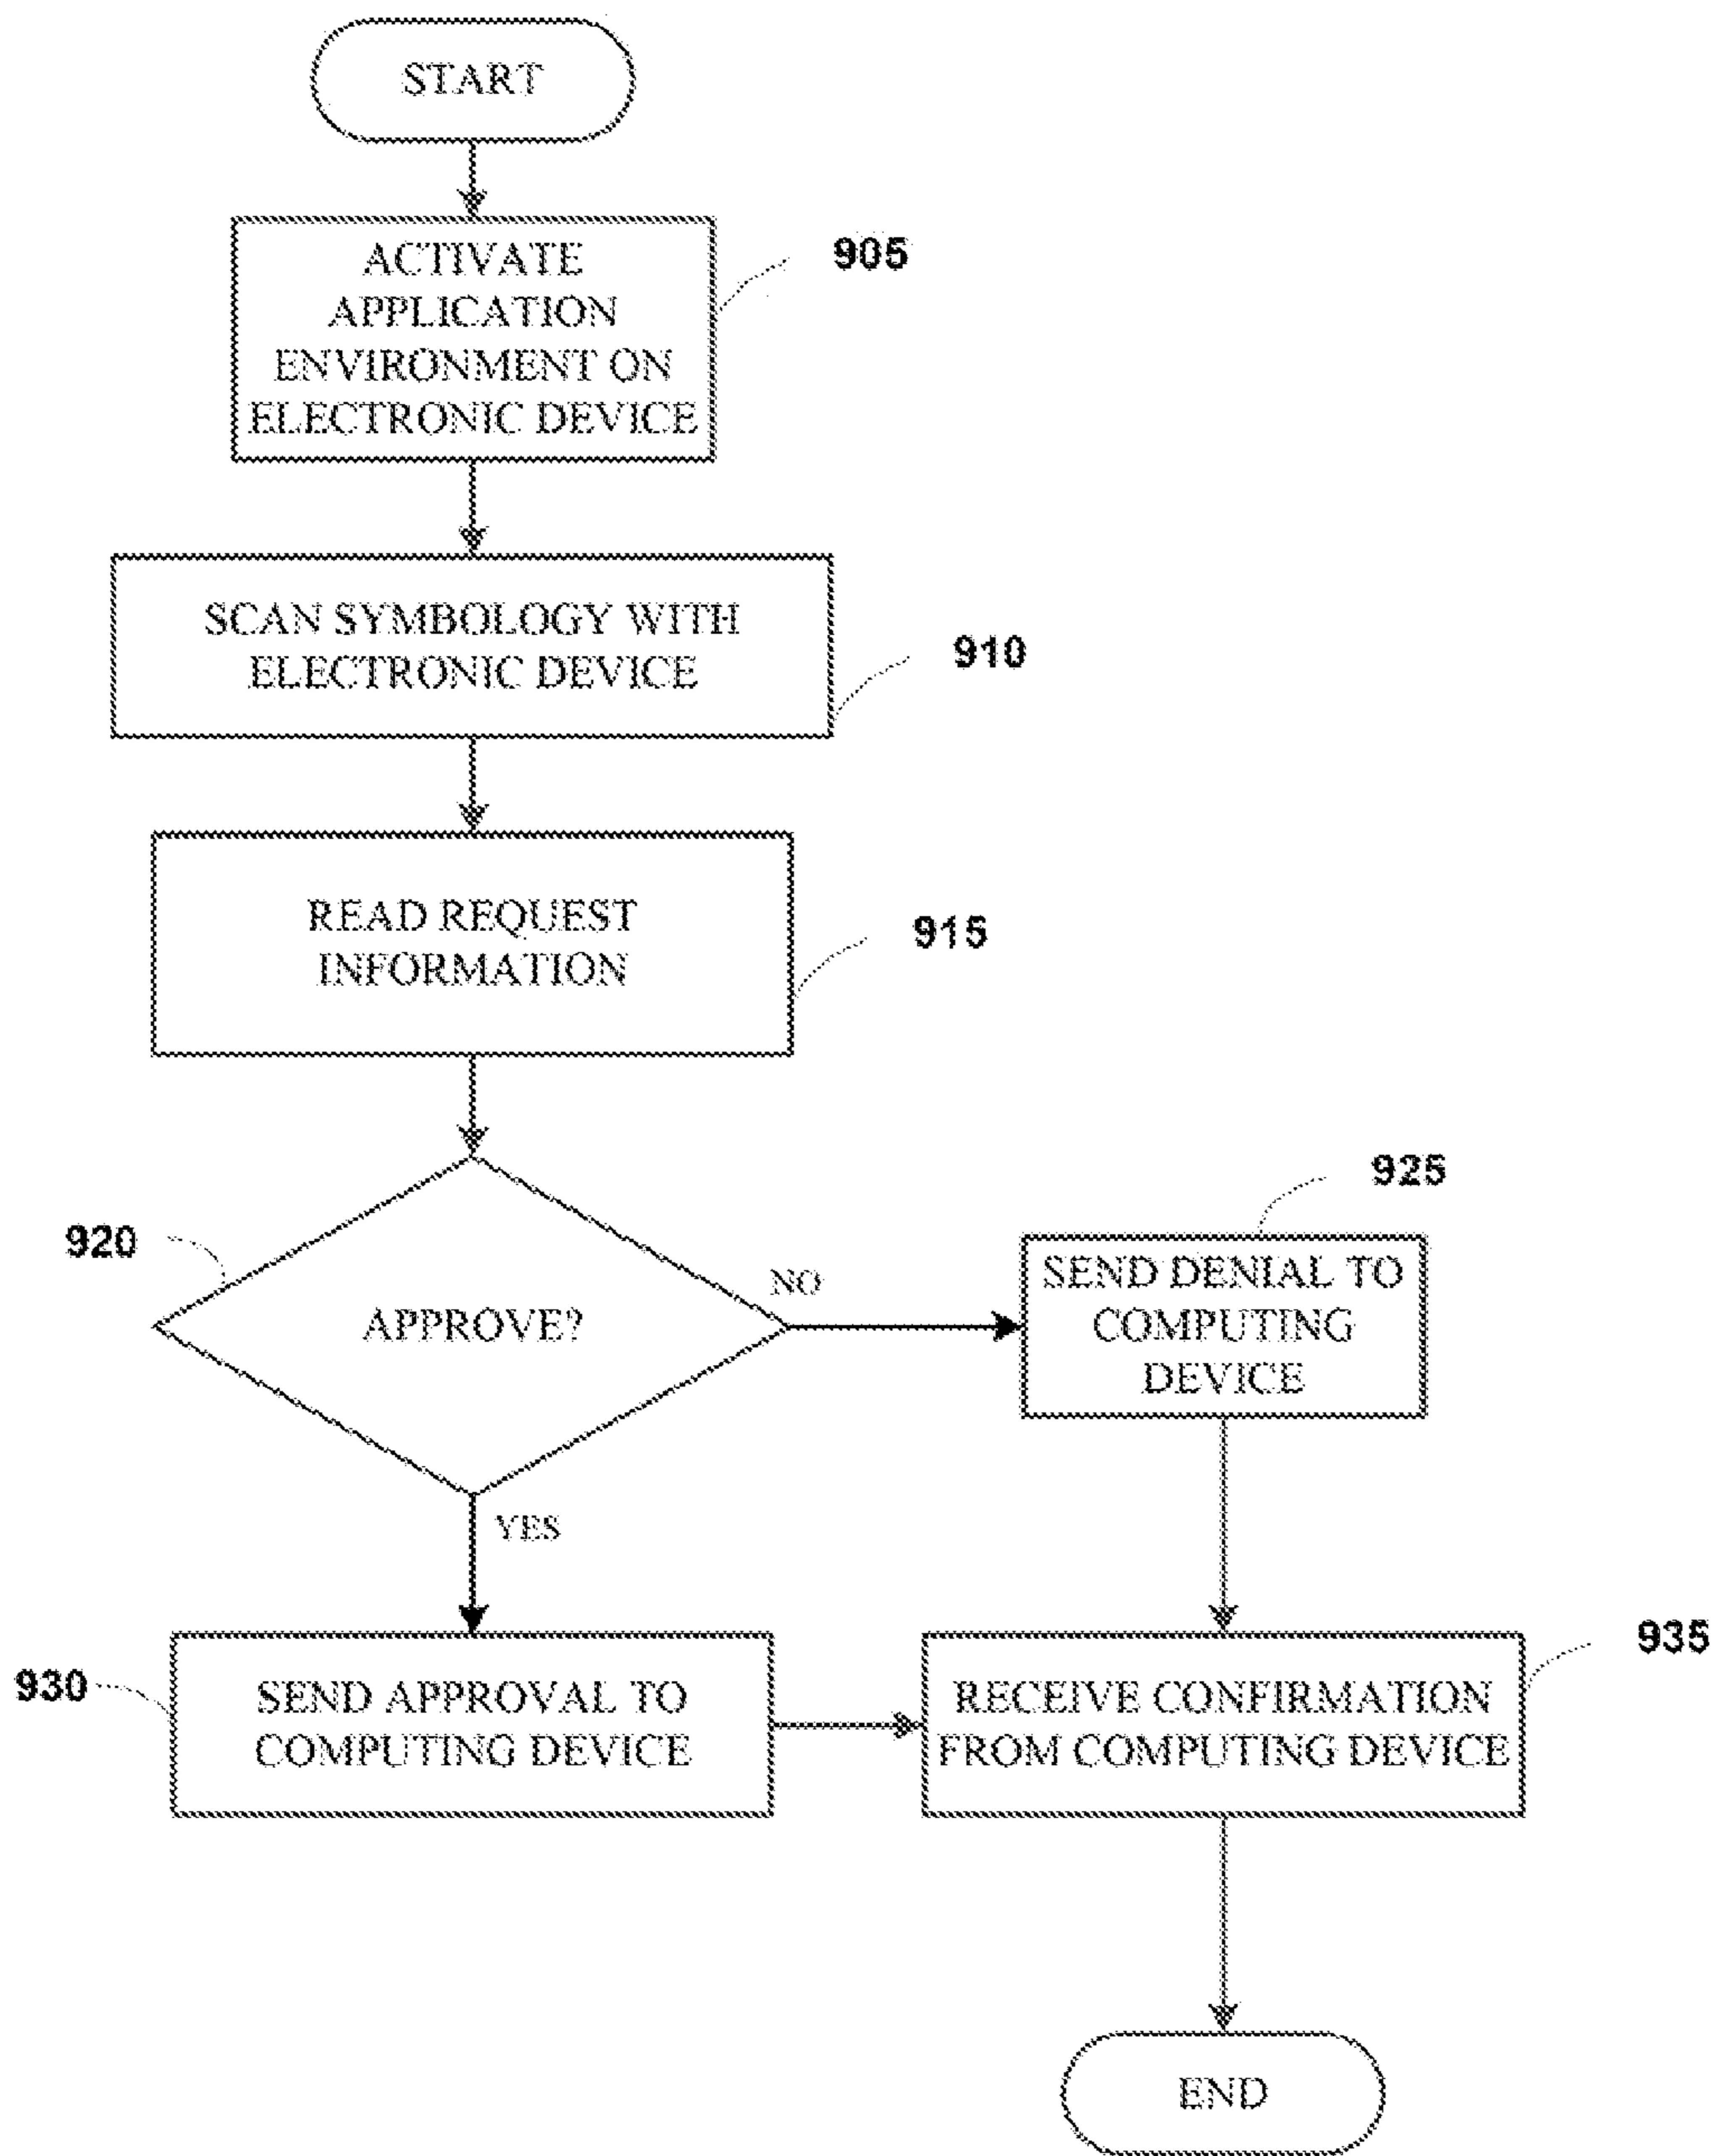 START
ACTIVATE
APPLICATION
ENVIRONMENT ON
ELECTRONIC DEVICE
905
SCAN SYMBOLOGY WITH
ELECTRONIC DEVICE
910
READ REQUEST
INFORMATION
915
920
APPROVE?
NO
925
SEND DENIAL TO
COMPUTING
DEVICE
YES
930
SEND APPROVAL TO
COMPUTING DEVICE
935
RECEIVE CONFIRMATION
FROM COMPUTING DEVICE
END